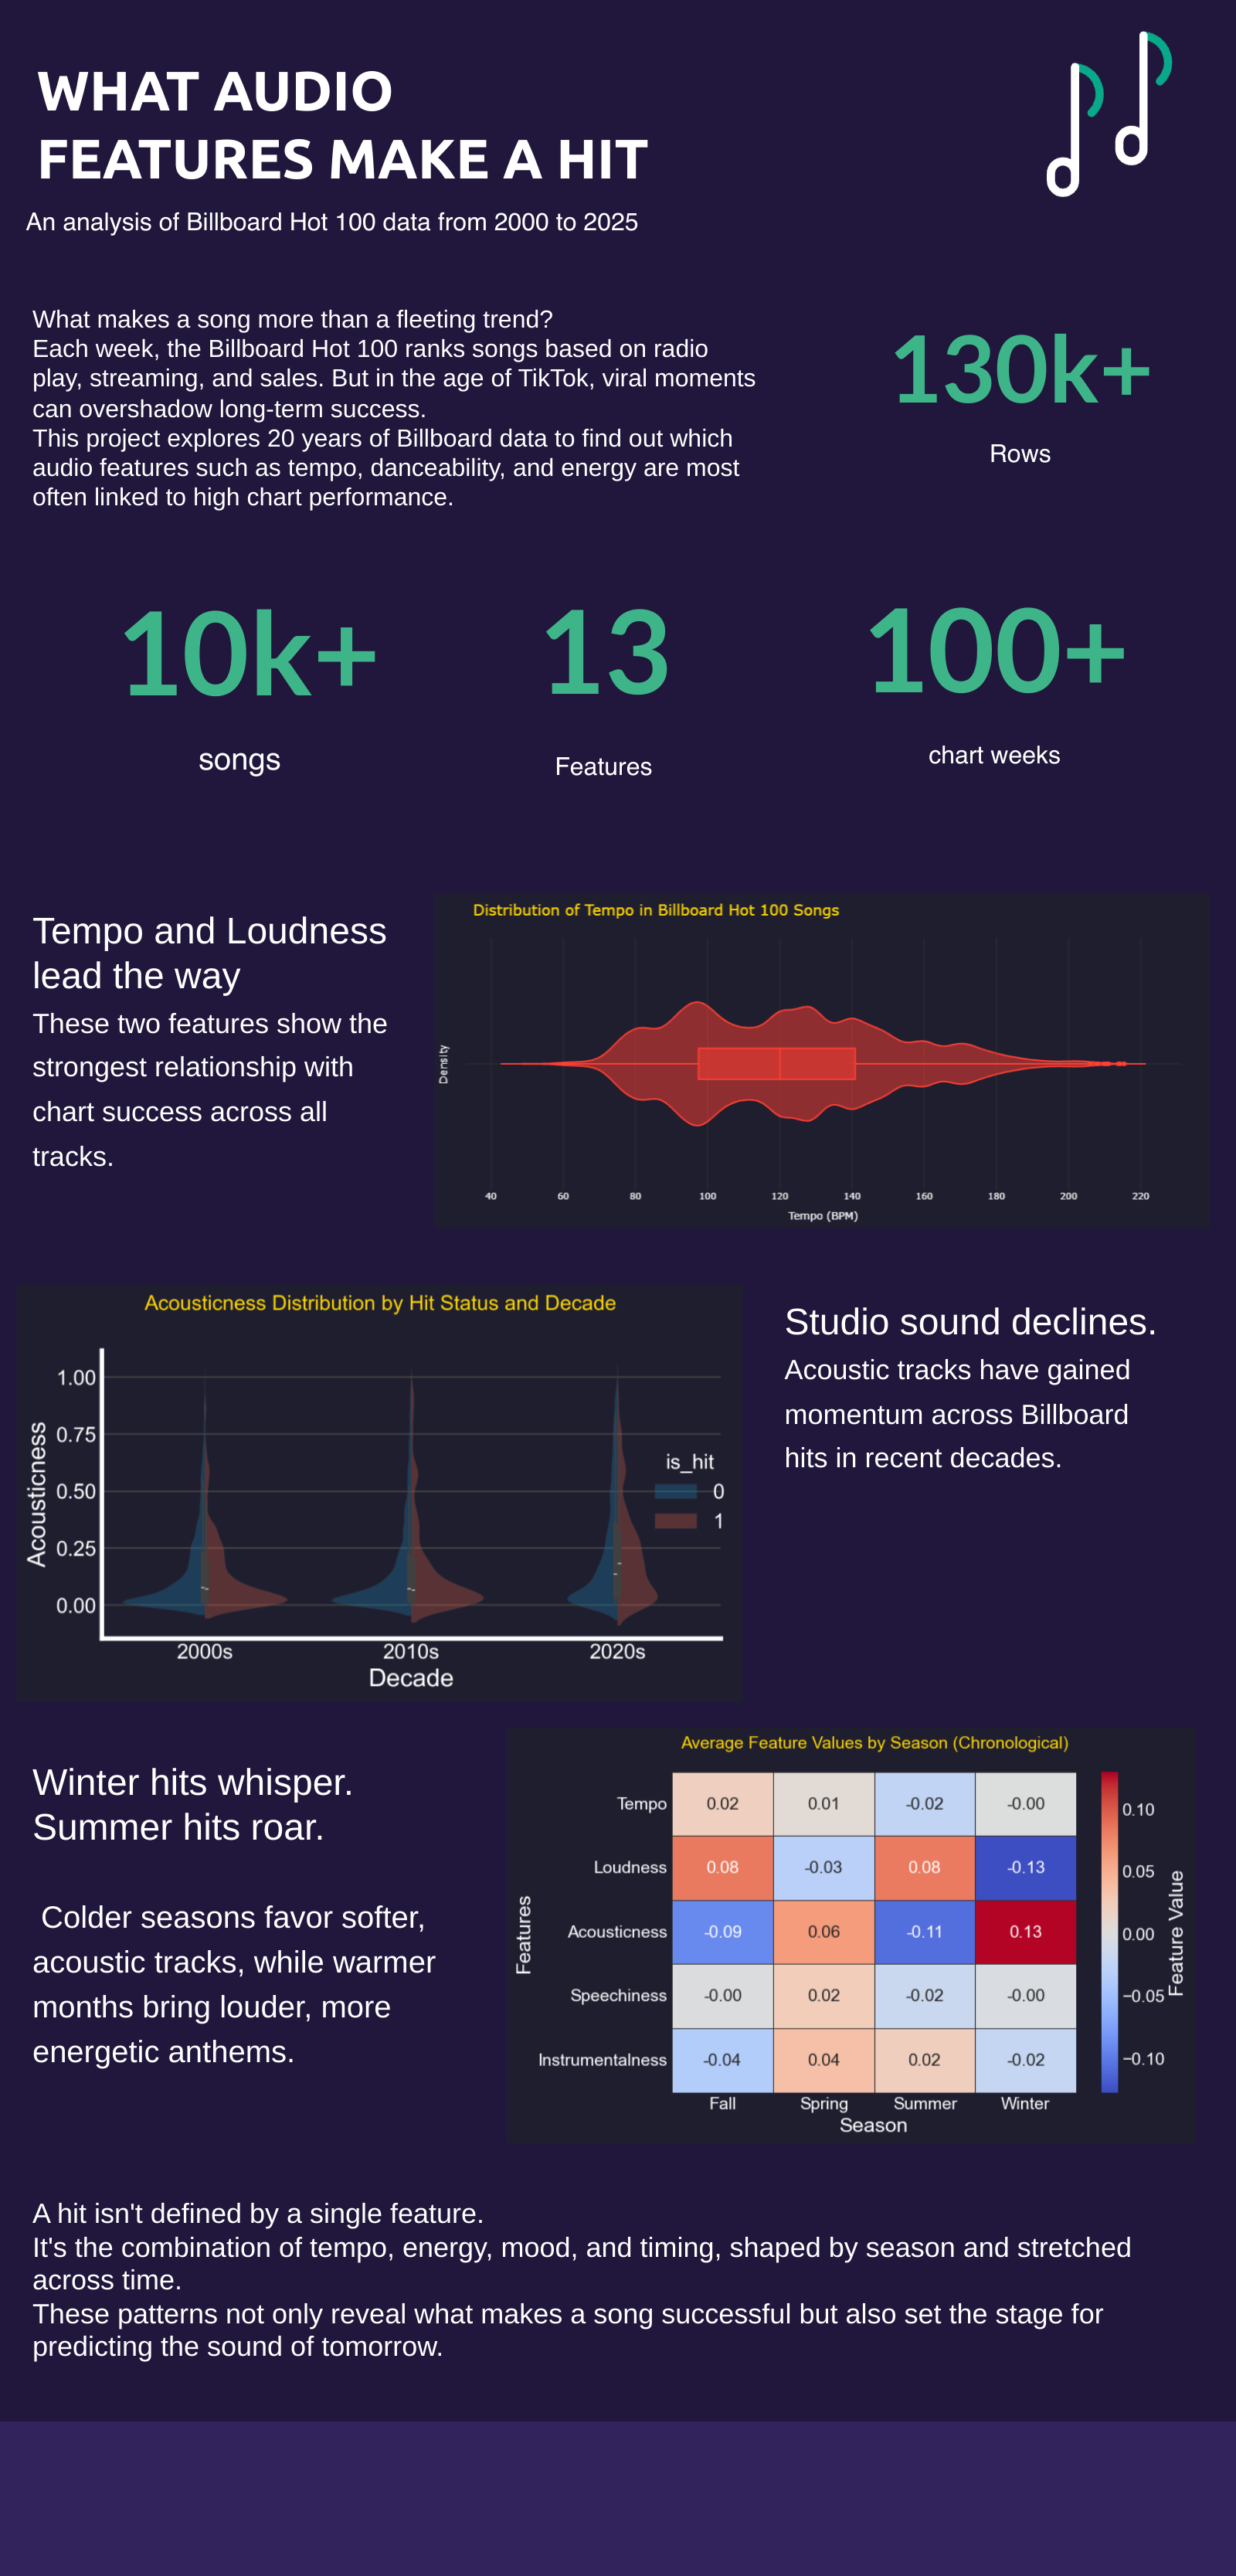 WHAT AUDIO
FEATURES MAKE A HIT
An analysis of Billboard Hot 100 data from 2000 to 2025
What makes a song more than a fleeting trend?
Each week, the Billboard Hot 100 ranks songs based on radio
play, streaming, and sales. But in the age of TikTok, viral moments
can overshadow long-term success.
This project explores 20 years of Billboard data to find out which
audio features such as tempo, danceability, and energy are most
often linked to high chart performance.
130k+
Rows
10k+
songs
13
Features
100+
chart weeks
Tempo and Loudness
lead the way
These two features show the
strongest relationship with
chart success across all
tracks.
Distribution of Tempo in Billboard Hot 100 Songs
Density
40 60 80 100 120 140 160 180 200 220
Tempo (BPM)
Acousticness Distribution by Hit Status and Decade
Acousticness
1.00
0.75
0.50
0.25
0.00
is_hit
0
1
2000s 2010s 2020s
Decade
Studio sound declines.
Acoustic tracks have gained
momentum across Billboard
hits in recent decades.
Winter hits whisper.
Summer hits roar.
Colder seasons favor softer,
acoustic tracks, while warmer
months bring louder, more
energetic anthems.
Average Feature Values by Season (Chronological)
Features
Tempo 0.02 0.01 -0.02 -0.00
Loudness 0.08 -0.03 0.08 -0.13
Acousticness -0.09 0.06 -0.11 0.13
Speechiness -0.00 0.02 -0.02 -0.00
Instrumentalness -0.04 0.04 0.02 -0.02
Fall Spring Summer Winter
Season
0.10
0.05
0.00
−0.05
−0.10
Feature Value
A hit isn't defined by a single feature.
It's the combination of tempo, energy, mood, and timing, shaped by season and stretched
across time.
These patterns not only reveal what makes a song successful but also set the stage for
predicting the sound of tomorrow.